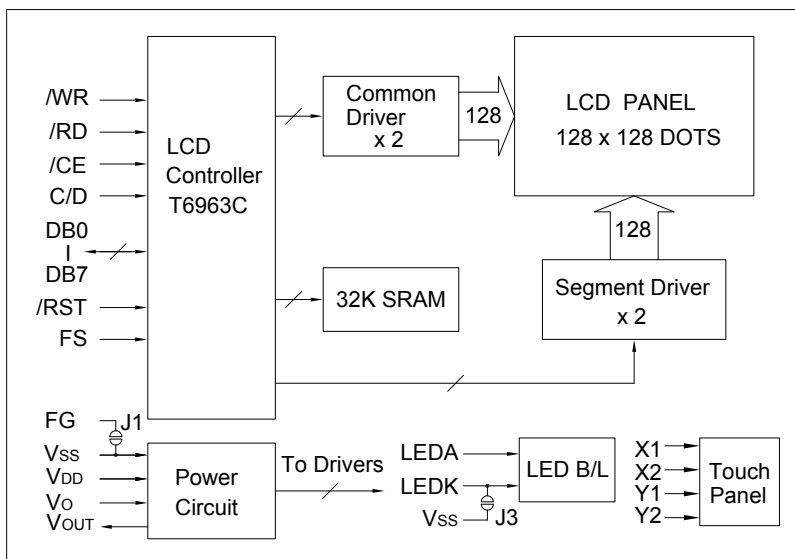 /WR
/RD
/CE
C/D
DB0
I
DB7
/RST
FS
LCD
Controller
T6963C
Common
Driver
x 2
128
LCD PANEL
128 x 128 DOTS
128
32K SRAM
Segment Driver
x 2
FG
J1
VSS
VDD
VO
VOUT
Power
Circuit
To Drivers
LEDA
LEDK
VSS
J3
LED B/L
X1
X2
Y1
Y2
Touch
Panel